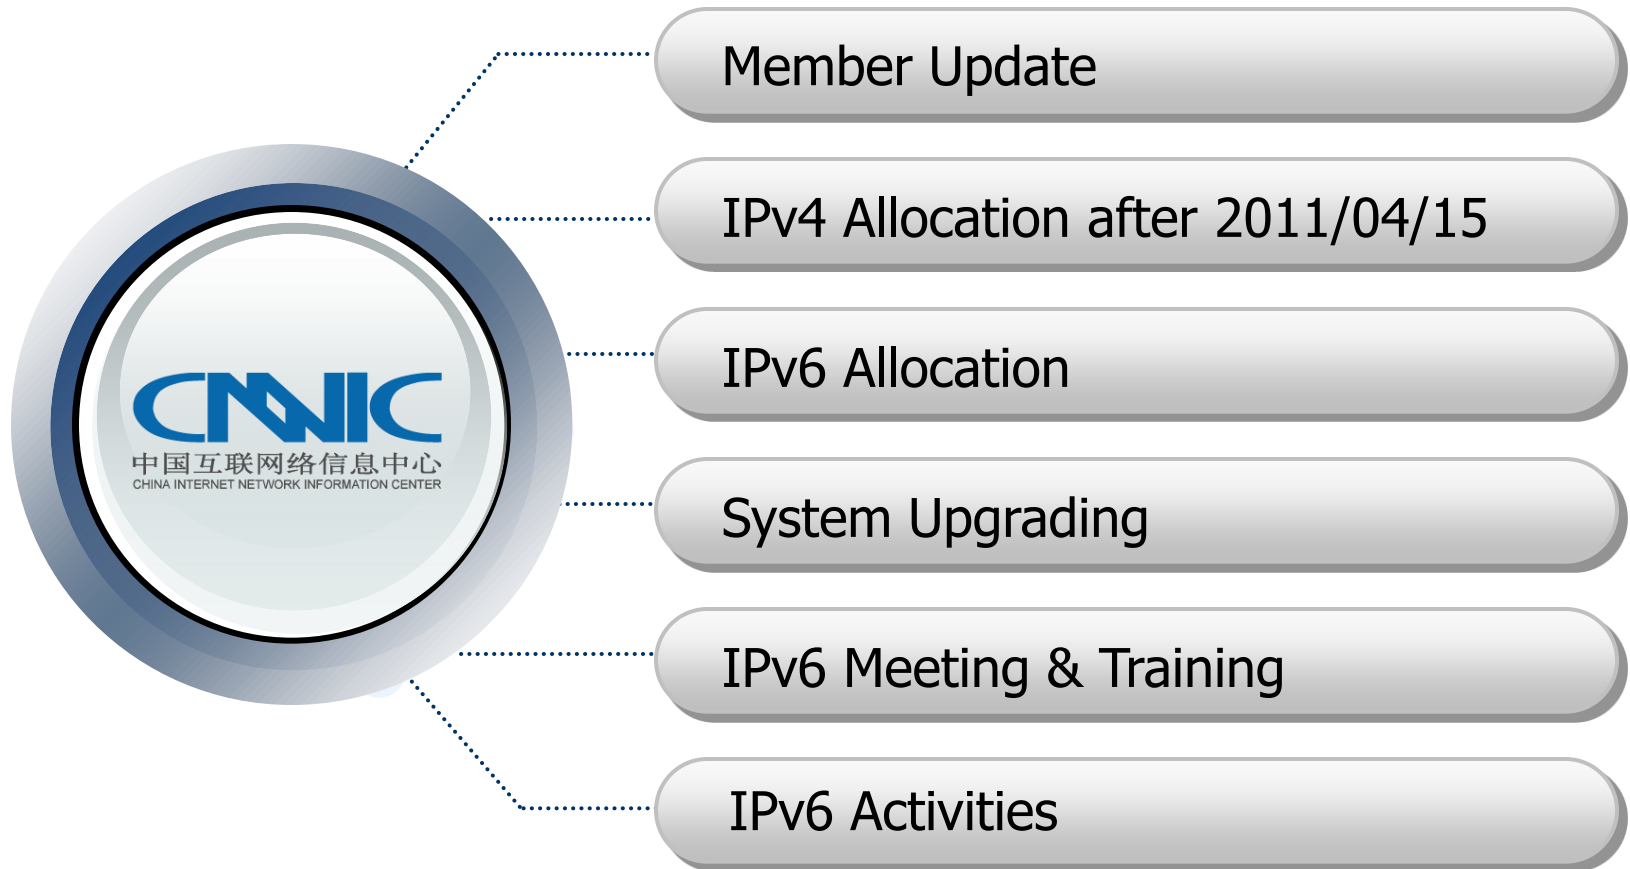 Member Update
IPv4 Allocation after 2011/04/15
IPv6 Allocation
CNNIC
中国互联网络信息中心
CHINA INTERNET NETWORK INFORMATION CENTER
System Upgrading
IPv6 Meeting & Training
IPv6 Activities